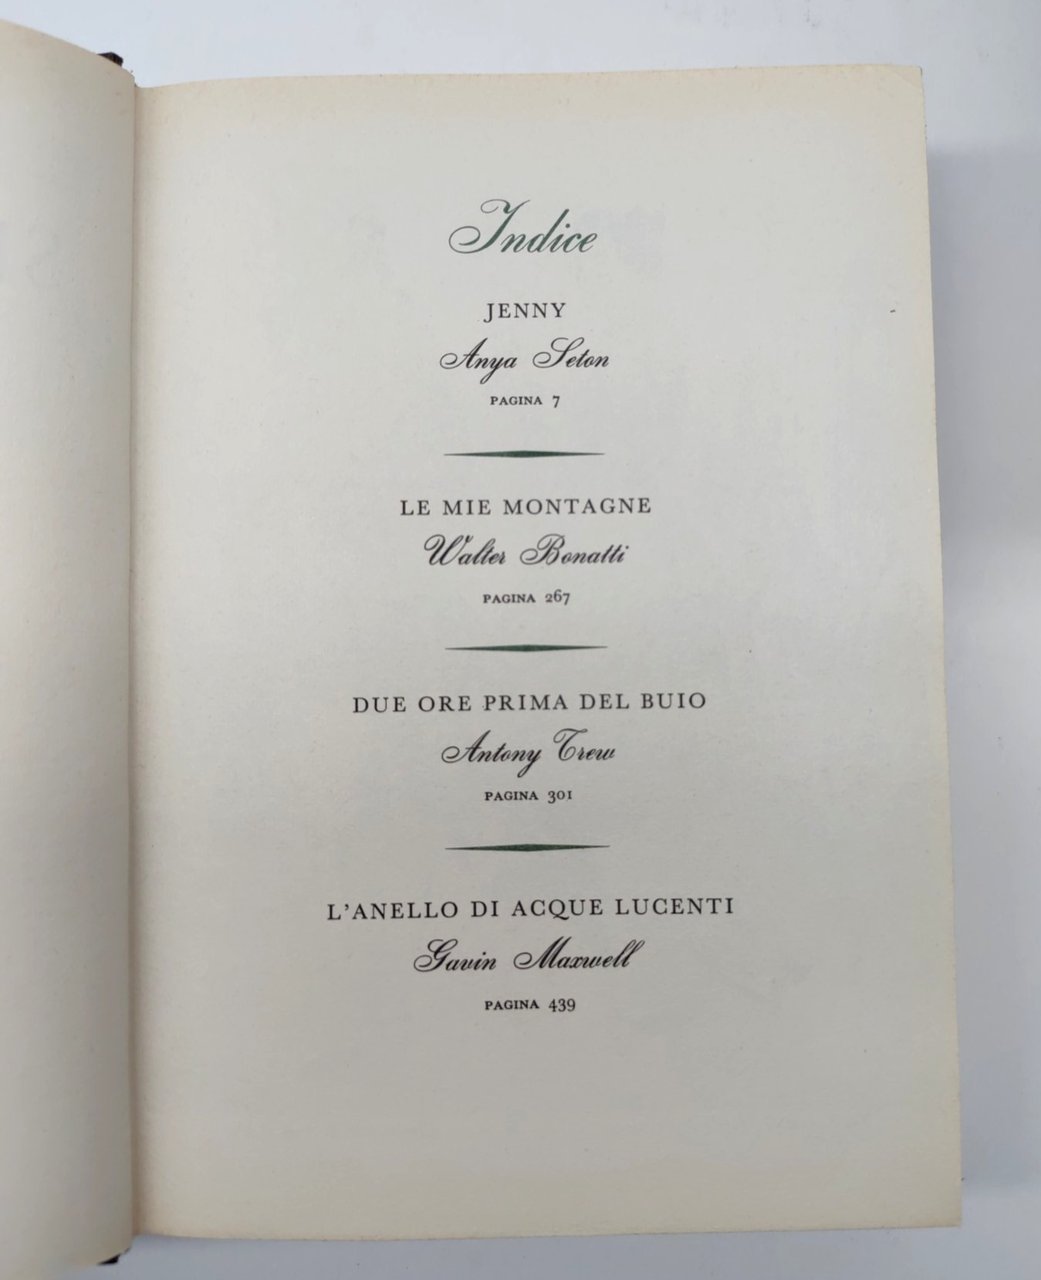 Indice
JENNY
Anya Seton
PAGINA 7
LE MIE MONTAGNE
Walter Bonatti
PAGINA 267
DUE ORE PRIMA DEL BUIO
Antony Trew
PAGINA 301
L'ANELLO DI ACQUE LUCENTI
Gavin Maxwell
PAGINA 439